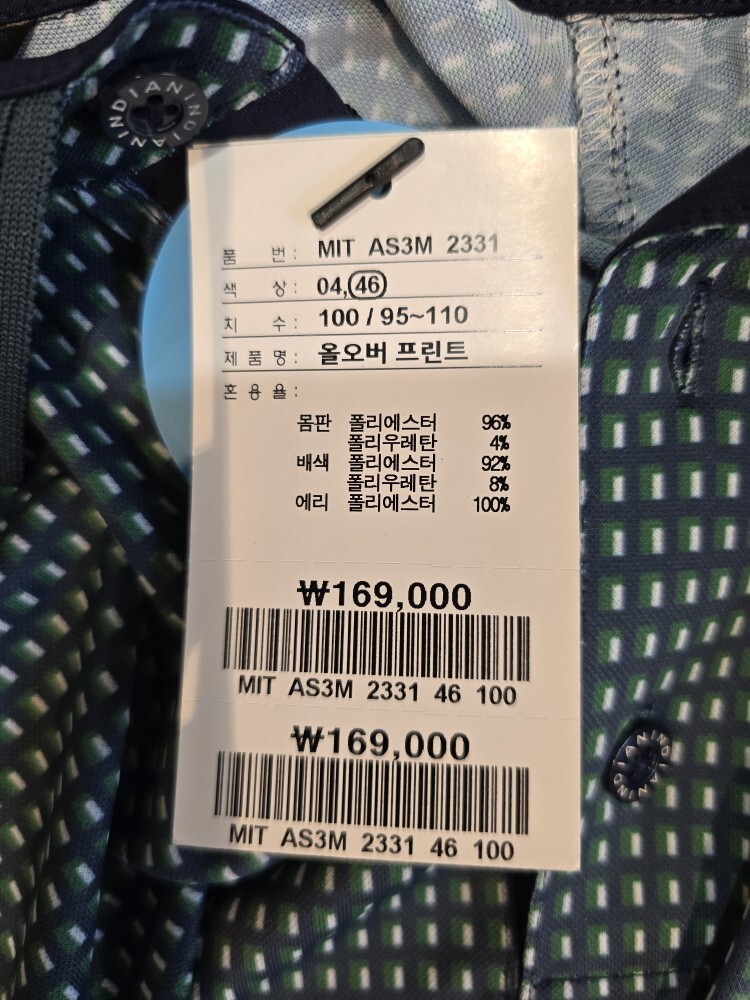 INDIAN INDIAN
품 번: MIT AS3M 2331
색 상: 04,46
치 수: 100 / 95~110
제 품 명: 올오버 프린트
혼 용 율:
몸판 폴리에스터 96%
폴리우레탄 4%
배색 폴리에스터 92%
폴리우레탄 8%
에리 폴리에스터 100%
₩169,000
MIT AS3M 2331 46 100
₩169,000
MIT AS3M 2331 46 100
INDIAN